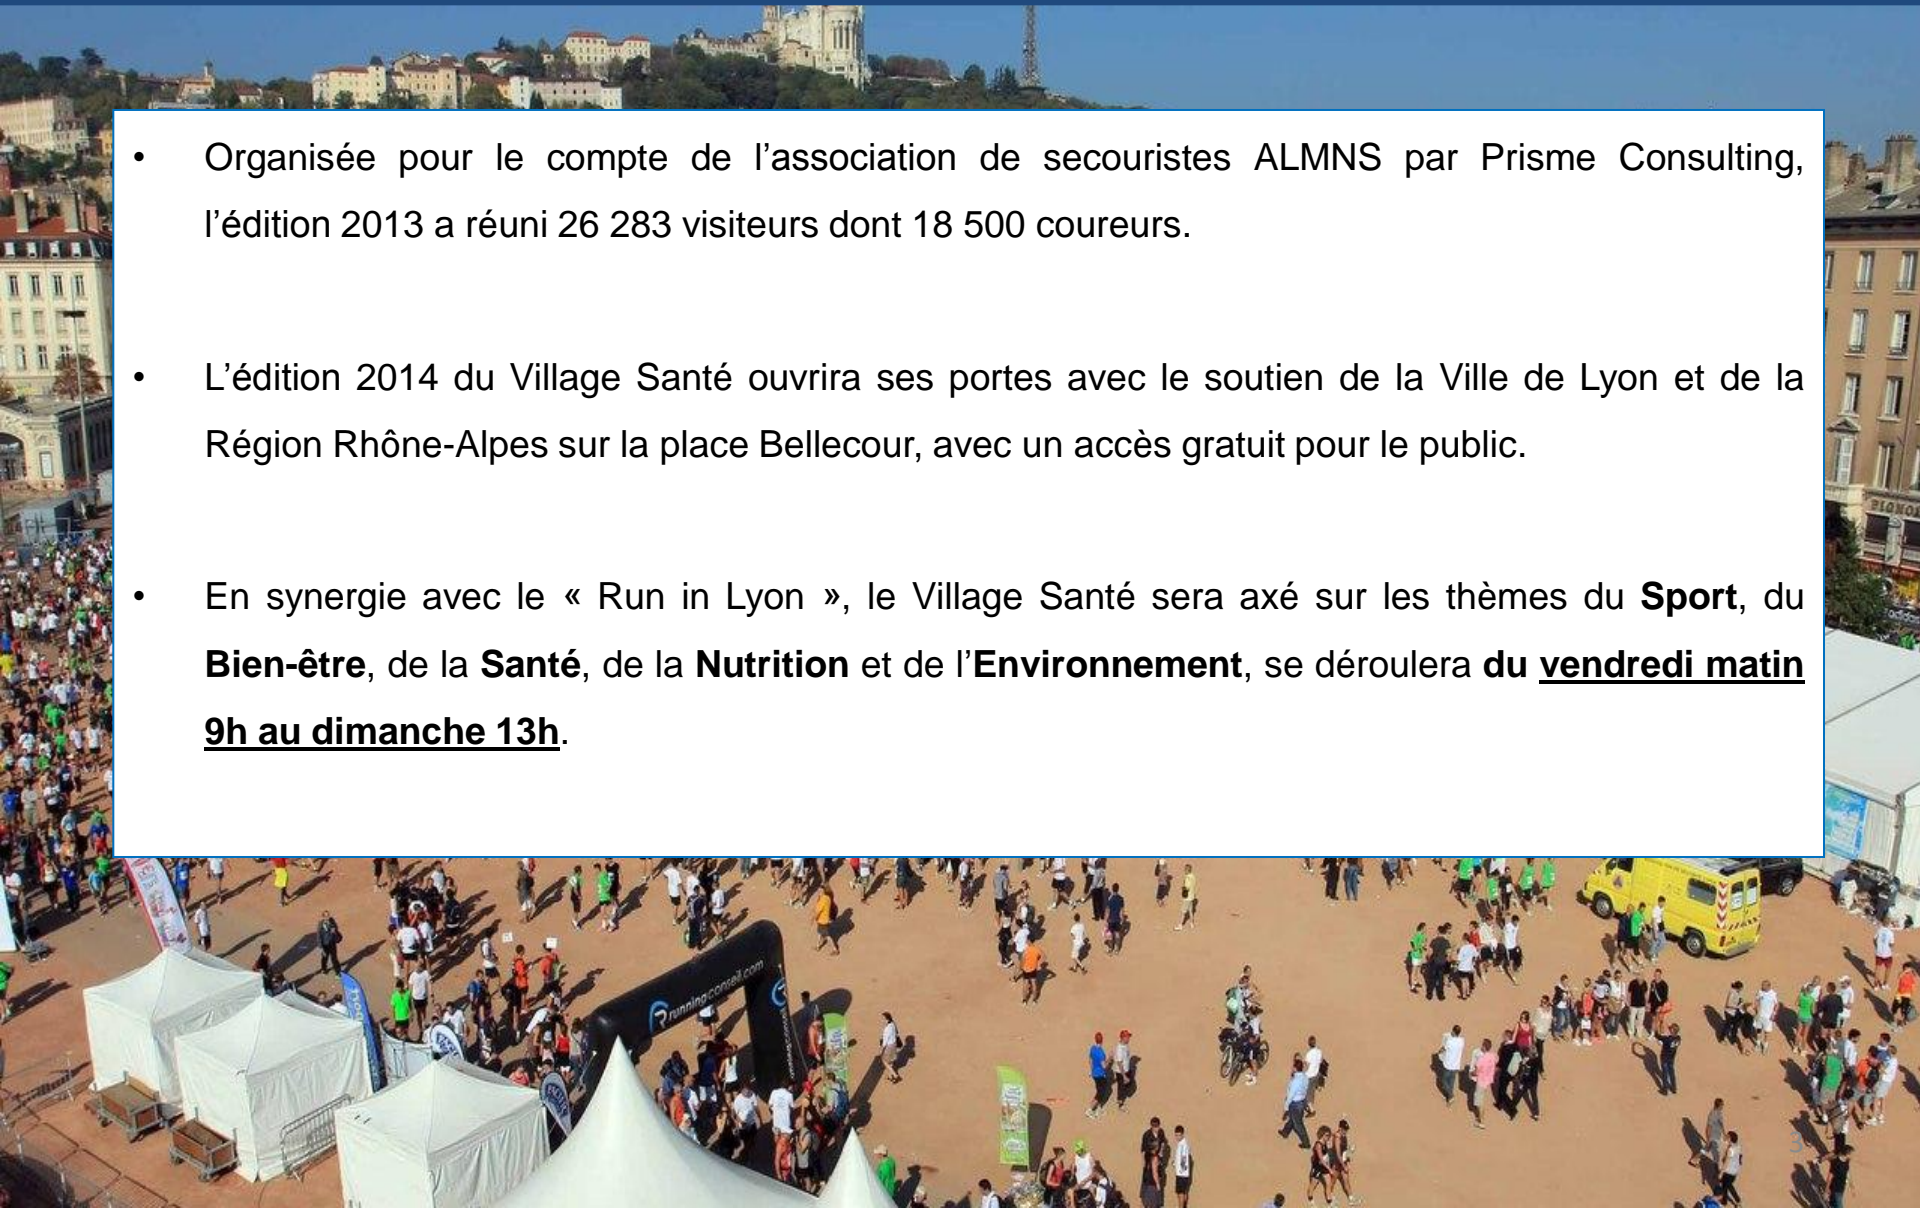 • Organisée pour le compte de l’association de secouristes ALMNS par Prisme Consulting,
l’édition 2013 a réuni 26 283 visiteurs dont 18 500 coureurs.
• L’édition 2014 du Village Santé ouvrira ses portes avec le soutien de la Ville de Lyon et de la
Région Rhône-Alpes sur la place Bellecour, avec un accès gratuit pour le public.
• En synergie avec le « Run in Lyon », le Village Santé sera axé sur les thèmes du Sport, du
Bien-être, de la Santé, de la Nutrition et de l’Environnement, se déroulera du vendredi matin
9h au dimanche 13h.
runningconseil.com
3